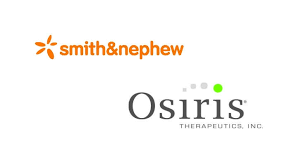 smith&nephew
Osiris®
THERAPEUTICS, INC.